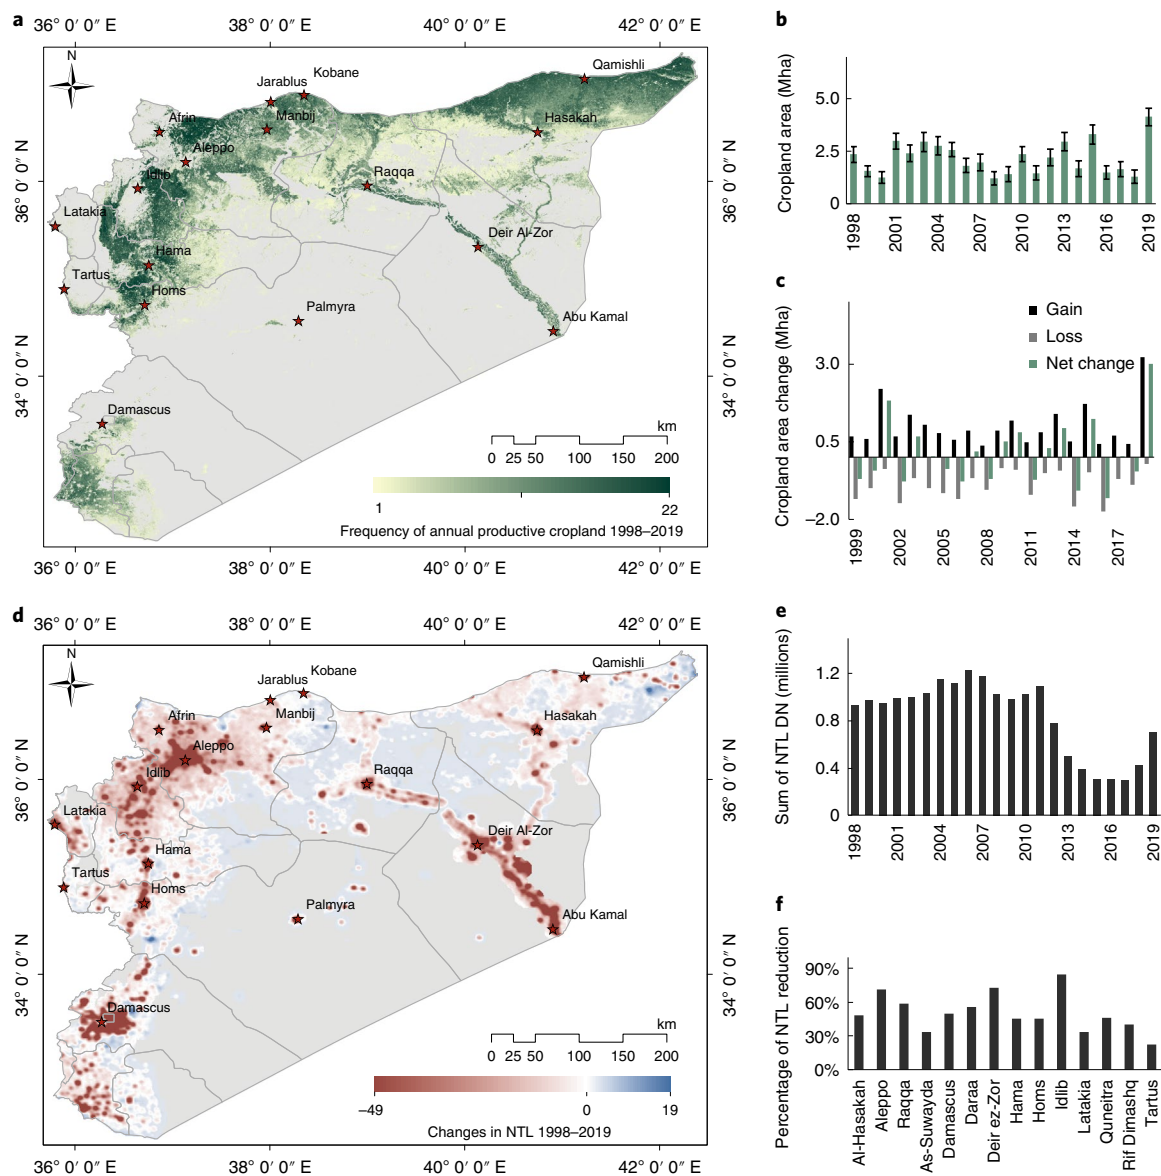 a
36° 0′ 0″ E
38° 0′ 0″ E
40° 0′ 0″ E
42° 0′ 0″ E
N
36° 0′ 0″ N
34° 0′ 0″ N
Qamishli
Kobane
Jarablus
Afrin
Manbij
Hasakah
Aleppo
Idlib
Raqqa
Latakia
Deir Al-Zor
Hama
Tartus
Homs
Palmyra
Abu Kamal
Damascus
km
0 25 50 100 150 200
1
22
Frequency of annual productive cropland 1998–2019
36° 0′ 0″ N
34° 0′ 0″ N
36° 0′ 0″ E
38° 0′ 0″ E
40° 0′ 0″ E
42° 0′ 0″ E
b
Cropland area (Mha)
5.0
2.5
0
1998
2001
2004
2007
2010
2013
2016
2019
c
Cropland area change (Mha)
Gain
Loss
Net change
3.0
0.5
–2.0
1999
2002
2005
2008
2011
2014
2017
d
36° 0′ 0″ E
38° 0′ 0″ E
40° 0′ 0″ E
42° 0′ 0″ E
N
36° 0′ 0″ N
34° 0′ 0″ N
Qamishli
Kobane
Jarablus
Afrin
Manbij
Hasakah
Aleppo
Idlib
Raqqa
Latakia
Deir Al-Zor
Hama
Tartus
Homs
Palmyra
Abu Kamal
Damascus
km
0 25 50 100 150 200
–49
0
19
Changes in NTL 1998–2019
36° 0′ 0″ N
34° 0′ 0″ N
36° 0′ 0″ E
38° 0′ 0″ E
40° 0′ 0″ E
42° 0′ 0″ E
e
Sum of NTL DN (millions)
1.2
0.8
0.4
0
1998
2001
2004
2007
2010
2013
2016
2019
f
Percentage of NTL reduction
90%
60%
30%
0%
Al-Hasakah
Aleppo
Raqqa
As-Suwayda
Damascus
Daraa
Deir ez-Zor
Hama
Homs
Idlib
Latakia
Quneitra
Rif Dimashq
Tartus